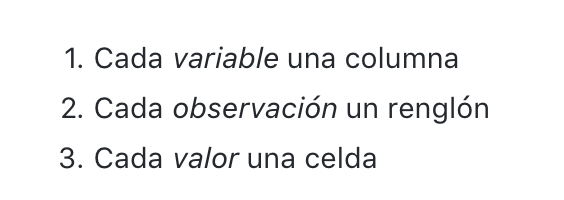 1. Cada variable una columna
2. Cada observación un renglón
3. Cada valor una celda